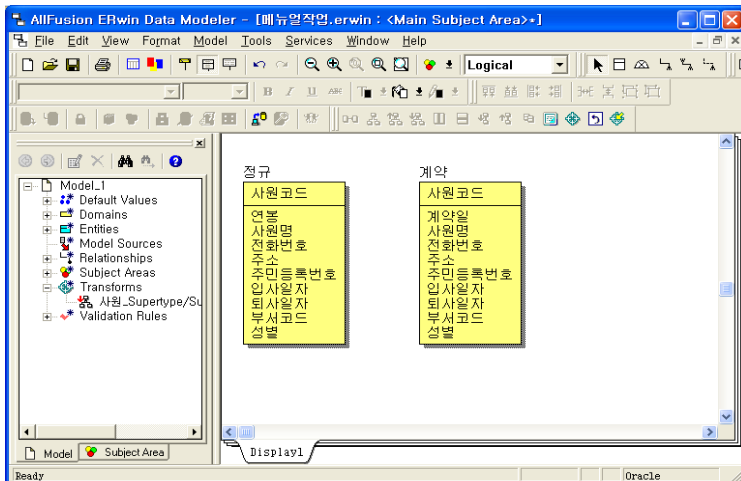 AllFusion ERwin Data Modeler - [메뉴얼작업.erwin : <Main Subject Area>*]
File Edit View Format Model Tools Services Window Help
Logical
B I U ABC
Model_1
Default Values
Domains
Entities
Model Sources
Relationships
Subject Areas
Transforms
사원_Supertype/Su
Validation Rules
Model Subject Area
정규
사원코드
연봉
사원명
전화번호
주소
주민등록번호
입사일자
퇴사일자
부서코드
성별
계약
사원코드
계약일
사원명
전화번호
주소
주민등록번호
입사일자
퇴사일자
부서코드
성별
Display1
Ready Oracle